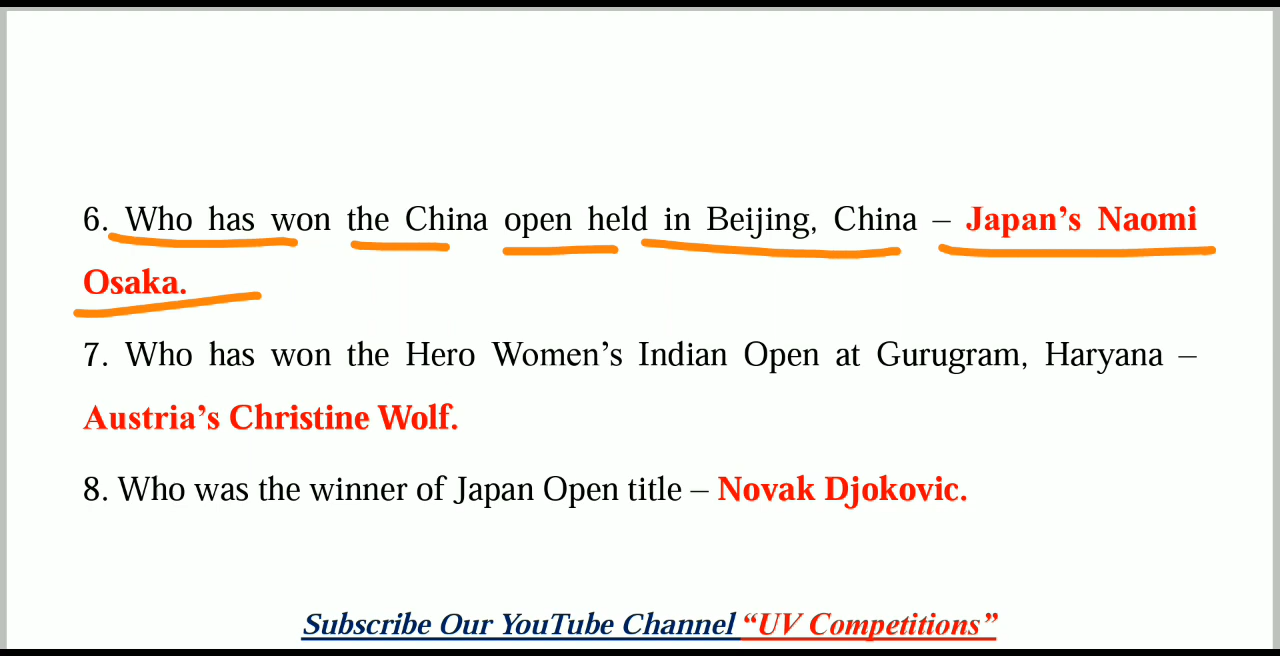 6. Who has won the China open held in Beijing, China – Japan’s Naomi
Osaka.
7. Who has won the Hero Women’s Indian Open at Gurugram, Haryana –
Austria’s Christine Wolf.
8. Who was the winner of Japan Open title – Novak Djokovic.
Subscribe Our YouTube Channel “UV Competitions”